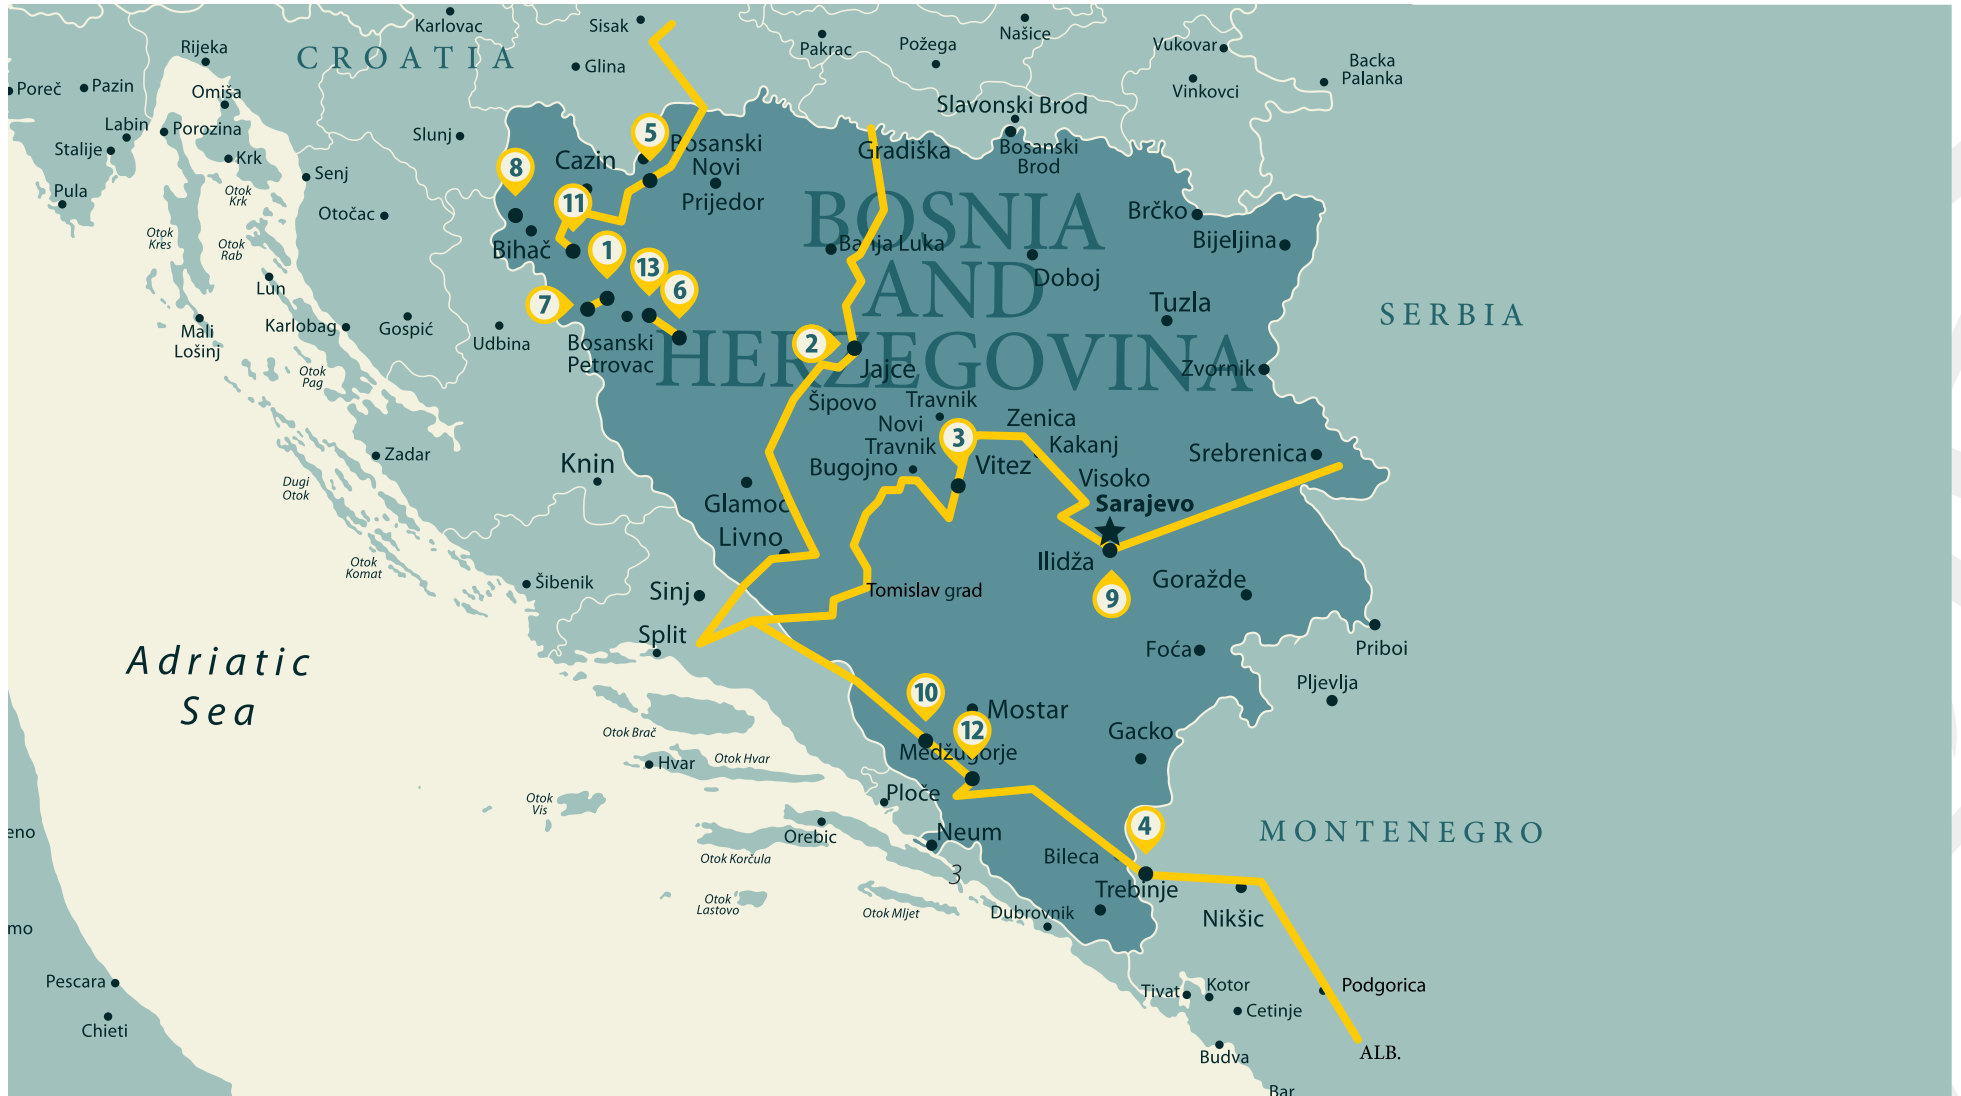 Karlovac
Sisak
Našice
Rijeka
CROATIA
Pakrac
Požega
Vukovar
Glina
Backa
Palanka
Poreč
Pazin
Omiša
Vinkovci
Slavonski Brod
Labin
Porozina
Slunj
5
Bosanski
Novi
Gradiška
Bosanski
Brod
Stalije
Krk
Cazin
8
Senj
Pula
Otok
Krk
11
Prijedor
BOSNIA
AND
HERZEGOVINA
Brčko
Otočac
Otok
Kres
Otok
Rab
Bihač
1
Banja Luka
Bijeljina
13
Doboj
Lun
6
7
Tuzla
SERBIA
Mali
Lošinj
Karlobag
Gospić
Udbina
Bosanski
Petrovac
2
Jajce
Zvornik
Otok
Pag
Šipovo
Travnik
Novi
Travnik
Zenica
3
Kakanj
Zadar
Knin
Bugojno
Vitez
Srebrenica
Visoko
Dugi
Otok
Glamoc
Sarajevo
Livno
Ilidža
Otok
Komat
Šibenik
Sinj
Tomislav grad
Goražde
9
Split
Foća
Priboi
Adriatic
Sea
Pljevlja
10
Mostar
12
Otok Brač
Gacko
Medžugorje
Hvar
Otok Hvar
Ploče
Otok
Vis
Orebic
Neum
4
MONTENEGRO
eno
Otok Korčula
Bileca
3
Trebinje
Otok
Lastovo
Otok Mljet
Dubrovnik
Nikšic
mo
Pescara
Tivat
Kotor
Podgorica
Cetinje
Chieti
Budva
ALB.
Bar